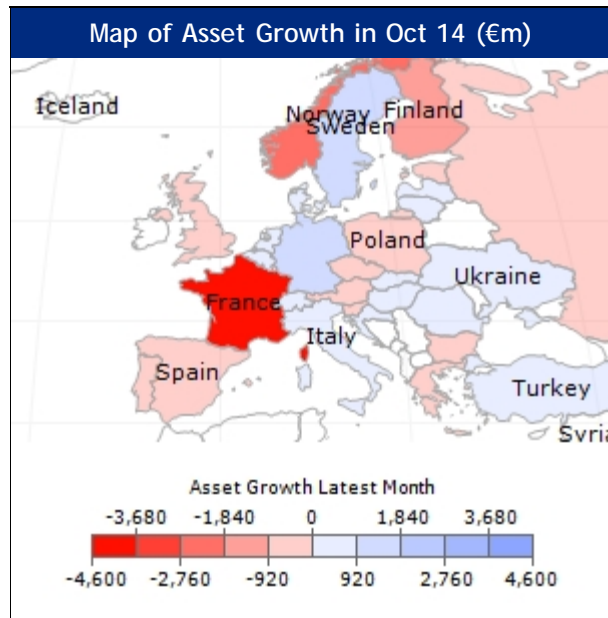 Map of Asset Growth in Oct 14 (€m)
Iceland
Norway
Finland
Sweden
Poland
Ukraine
France
Italy
Spain
Turkey
Syria
Asset Growth Latest Month
-3,680 -1,840 0 1,840 3,680
-4,600 -2,760 -920 920 2,760 4,600